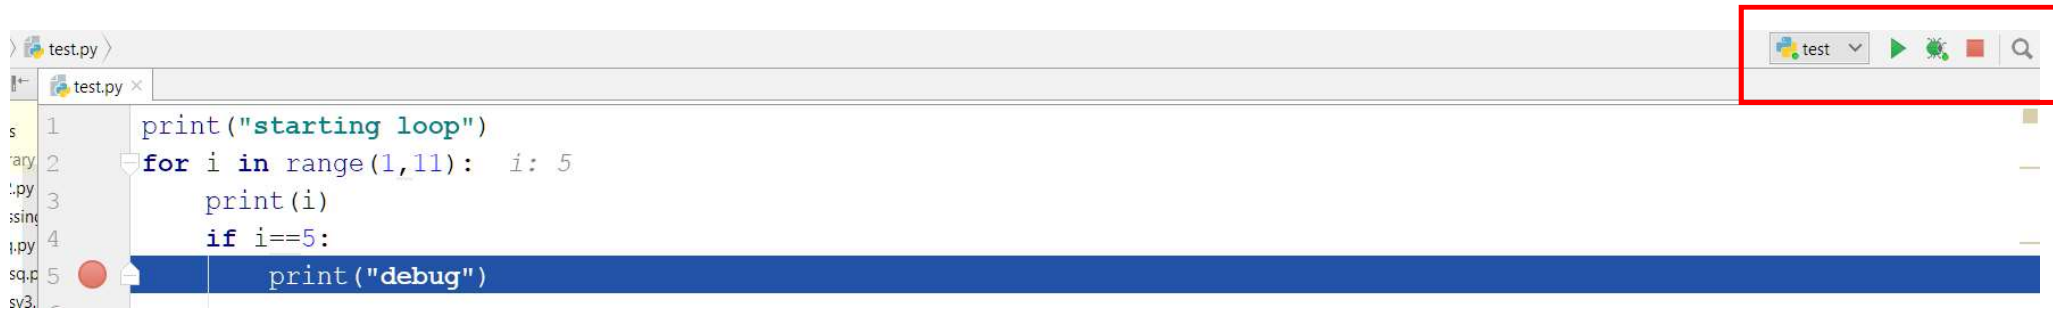 test.py
test
test.py
1 print("starting loop")
2 for i in range(1,11): i: 5
3 print(i)
4 if i==5:
5 print("debug")